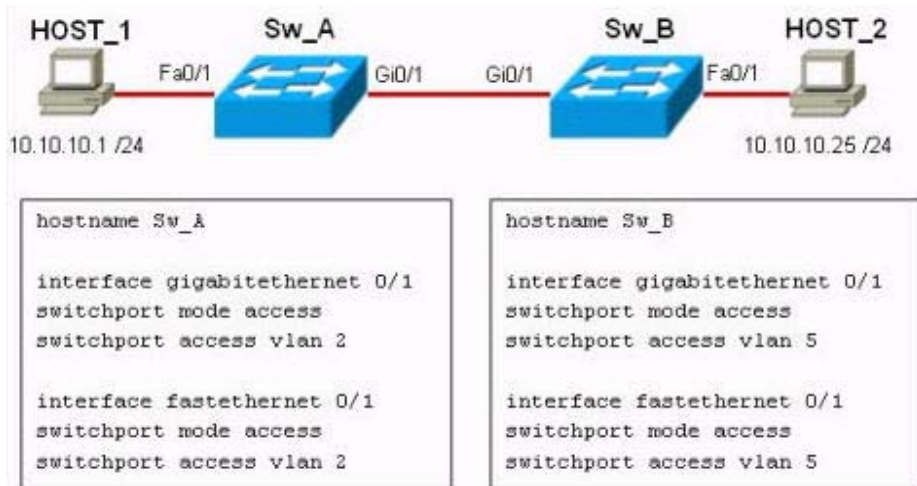 HOST_1 Sw_A Sw_B HOST_2
Fa0/1 Gi0/1 Gi0/1 Fa0/1
10.10.10.1 /24 10.10.10.25 /24
hostname Sw_A
interface gigabitethernet 0/1
switchport mode access
switchport access vlan 2
interface fastethernet 0/1
switchport mode access
switchport access vlan 2
hostname Sw_B
interface gigabitethernet 0/1
switchport mode access
switchport access vlan 5
interface fastethernet 0/1
switchport mode access
switchport access vlan 5